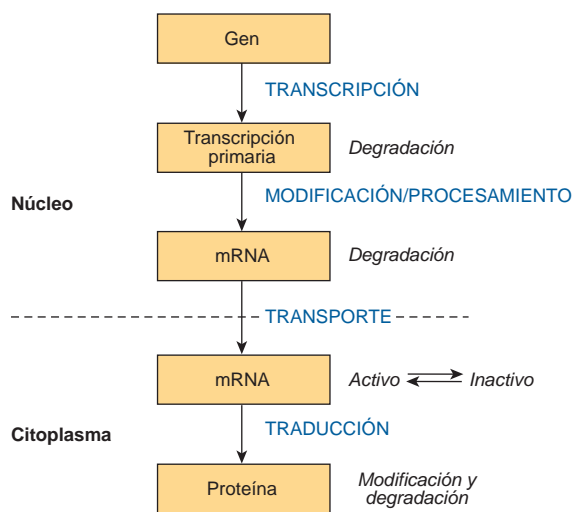 Gen
TRANSCRIPCIÓN
Transcripción
primaria
Degradación
MODIFICACIÓN/PROCESAMIENTO
Núcleo
mRNA
Degradación
TRANSPORTE
mRNA
Activo
Inactivo
Citoplasma
TRADUCCIÓN
Proteína
Modificación y
degradación